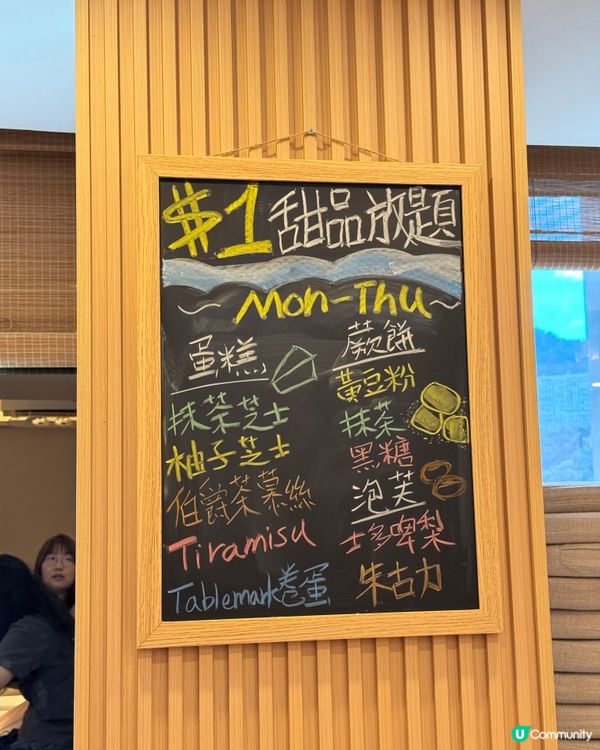 $1 甜品放題
~ Mon-Thu ~
蛋糕
抹茶芝士
柚子芝士
伯爵茶慕絲
Tiramisu
Tablemark卷蛋
蕨餅
黃豆粉
抹茶
黑糖
泡芙
士多啤梨
朱古力
U Community